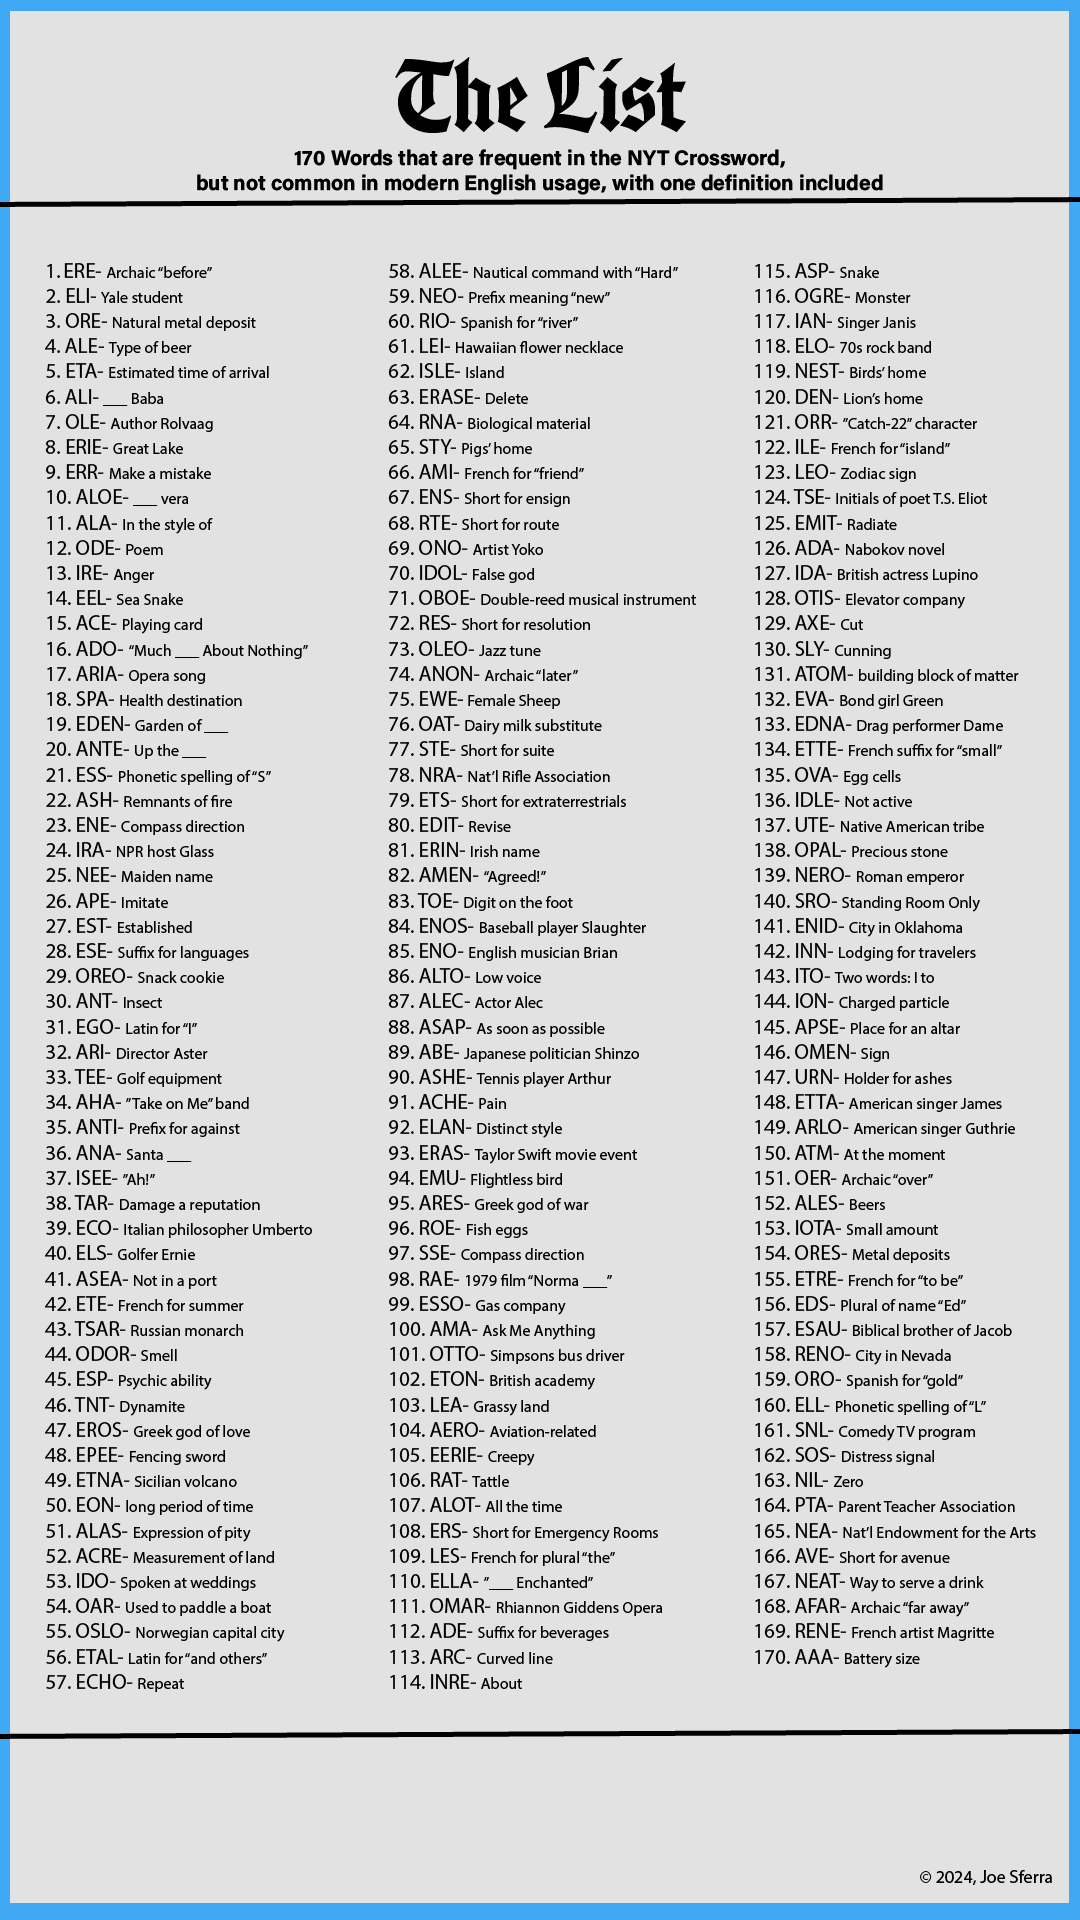 The List
170 Words that are frequent in the NYT Crossword,
but not common in modern English usage, with one definition included
1. ERE- Archaic “before”
2. ELI- Yale student
3. ORE- Natural metal deposit
4. ALE- Type of beer
5. ETA- Estimated time of arrival
6. ALI- ___ Baba
7. OLE- Author Rolvaag
8. ERIE- Great Lake
9. ERR- Make a mistake
10. ALOE- ___ vera
11. ALA- In the style of
12. ODE- Poem
13. IRE- Anger
14. EEL- Sea Snake
15. ACE- Playing card
16. ADO- “Much ___ About Nothing”
17. ARIA- Opera song
18. SPA- Health destination
19. EDEN- Garden of ___
20. ANTE- Up the ___
21. ESS- Phonetic spelling of “S”
22. ASH- Remnants of fire
23. ENE- Compass direction
24. IRA- NPR host Glass
25. NEE- Maiden name
26. APE- Imitate
27. EST- Established
28. ESE- Suffix for languages
29. OREO- Snack cookie
30. ANT- Insect
31. EGO- Latin for “I”
32. ARI- Director Aster
33. TEE- Golf equipment
34. AHA- ”Take on Me” band
35. ANTI- Prefix for against
36. ANA- Santa ___
37. ISEE- ”Ah!”
38. TAR- Damage a reputation
39. ECO- Italian philosopher Umberto
40. ELS- Golfer Ernie
41. ASEA- Not in a port
42. ETE- French for summer
43. TSAR- Russian monarch
44. ODOR- Smell
45. ESP- Psychic ability
46. TNT- Dynamite
47. EROS- Greek god of love
48. EPEE- Fencing sword
49. ETNA- Sicilian volcano
50. EON- long period of time
51. ALAS- Expression of pity
52. ACRE- Measurement of land
53. IDO- Spoken at weddings
54. OAR- Used to paddle a boat
55. OSLO- Norwegian capital city
56. ETAL- Latin for “and others”
57. ECHO- Repeat
58. ALEE- Nautical command with “Hard”
59. NEO- Prefix meaning “new”
60. RIO- Spanish for “river”
61. LEI- Hawaiian flower necklace
62. ISLE- Island
63. ERASE- Delete
64. RNA- Biological material
65. STY- Pigs’ home
66. AMI- French for “friend”
67. ENS- Short for ensign
68. RTE- Short for route
69. ONO- Artist Yoko
70. IDOL- False god
71. OBOE- Double-reed musical instrument
72. RES- Short for resolution
73. OLEO- Jazz tune
74. ANON- Archaic “later”
75. EWE- Female Sheep
76. OAT- Dairy milk substitute
77. STE- Short for suite
78. NRA- Nat’l Rifle Association
79. ETS- Short for extraterrestrials
80. EDIT- Revise
81. ERIN- Irish name
82. AMEN- “Agreed!”
83. TOE- Digit on the foot
84. ENOS- Baseball player Slaughter
85. ENO- English musician Brian
86. ALTO- Low voice
87. ALEC- Actor Alec
88. ASAP- As soon as possible
89. ABE- Japanese politician Shinzo
90. ASHE- Tennis player Arthur
91. ACHE- Pain
92. ELAN- Distinct style
93. ERAS- Taylor Swift movie event
94. EMU- Flightless bird
95. ARES- Greek god of war
96. ROE- Fish eggs
97. SSE- Compass direction
98. RAE- 1979 film “Norma ___”
99. ESSO- Gas company
100. AMA- Ask Me Anything
101. OTTO- Simpsons bus driver
102. ETON- British academy
103. LEA- Grassy land
104. AERO- Aviation-related
105. EERIE- Creepy
106. RAT- Tattle
107. ALOT- All the time
108. ERS- Short for Emergency Rooms
109. LES- French for plural “the”
110. ELLA- ”___ Enchanted”
111. OMAR- Rhiannon Giddens Opera
112. ADE- Suffix for beverages
113. ARC- Curved line
114. INRE- About
115. ASP- Snake
116. OGRE- Monster
117. IAN- Singer Janis
118. ELO- 70s rock band
119. NEST- Birds’ home
120. DEN- Lion’s home
121. ORR- ”Catch-22” character
122. ILE- French for “island”
123. LEO- Zodiac sign
124. TSE- Initials of poet T.S. Eliot
125. EMIT- Radiate
126. ADA- Nabokov novel
127. IDA- British actress Lupino
128. OTIS- Elevator company
129. AXE- Cut
130. SLY- Cunning
131. ATOM- building block of matter
132. EVA- Bond girl Green
133. EDNA- Drag performer Dame
134. ETTE- French suffix for “small”
135. OVA- Egg cells
136. IDLE- Not active
137. UTE- Native American tribe
138. OPAL- Precious stone
139. NERO- Roman emperor
140. SRO- Standing Room Only
141. ENID- City in Oklahoma
142. INN- Lodging for travelers
143. ITO- Two words: I to
144. ION- Charged particle
145. APSE- Place for an altar
146. OMEN- Sign
147. URN- Holder for ashes
148. ETTA- American singer James
149. ARLO- American singer Guthrie
150. ATM- At the moment
151. OER- Archaic “over”
152. ALES- Beers
153. IOTA- Small amount
154. ORES- Metal deposits
155. ETRE- French for “to be”
156. EDS- Plural of name “Ed”
157. ESAU- Biblical brother of Jacob
158. RENO- City in Nevada
159. ORO- Spanish for “gold”
160. ELL- Phonetic spelling of “L”
161. SNL- Comedy TV program
162. SOS- Distress signal
163. NIL- Zero
164. PTA- Parent Teacher Association
165. NEA- Nat’l Endowment for the Arts
166. AVE- Short for avenue
167. NEAT- Way to serve a drink
168. AFAR- Archaic “far away”
169. RENE- French artist Magritte
170. AAA- Battery size
© 2024, Joe Sferra